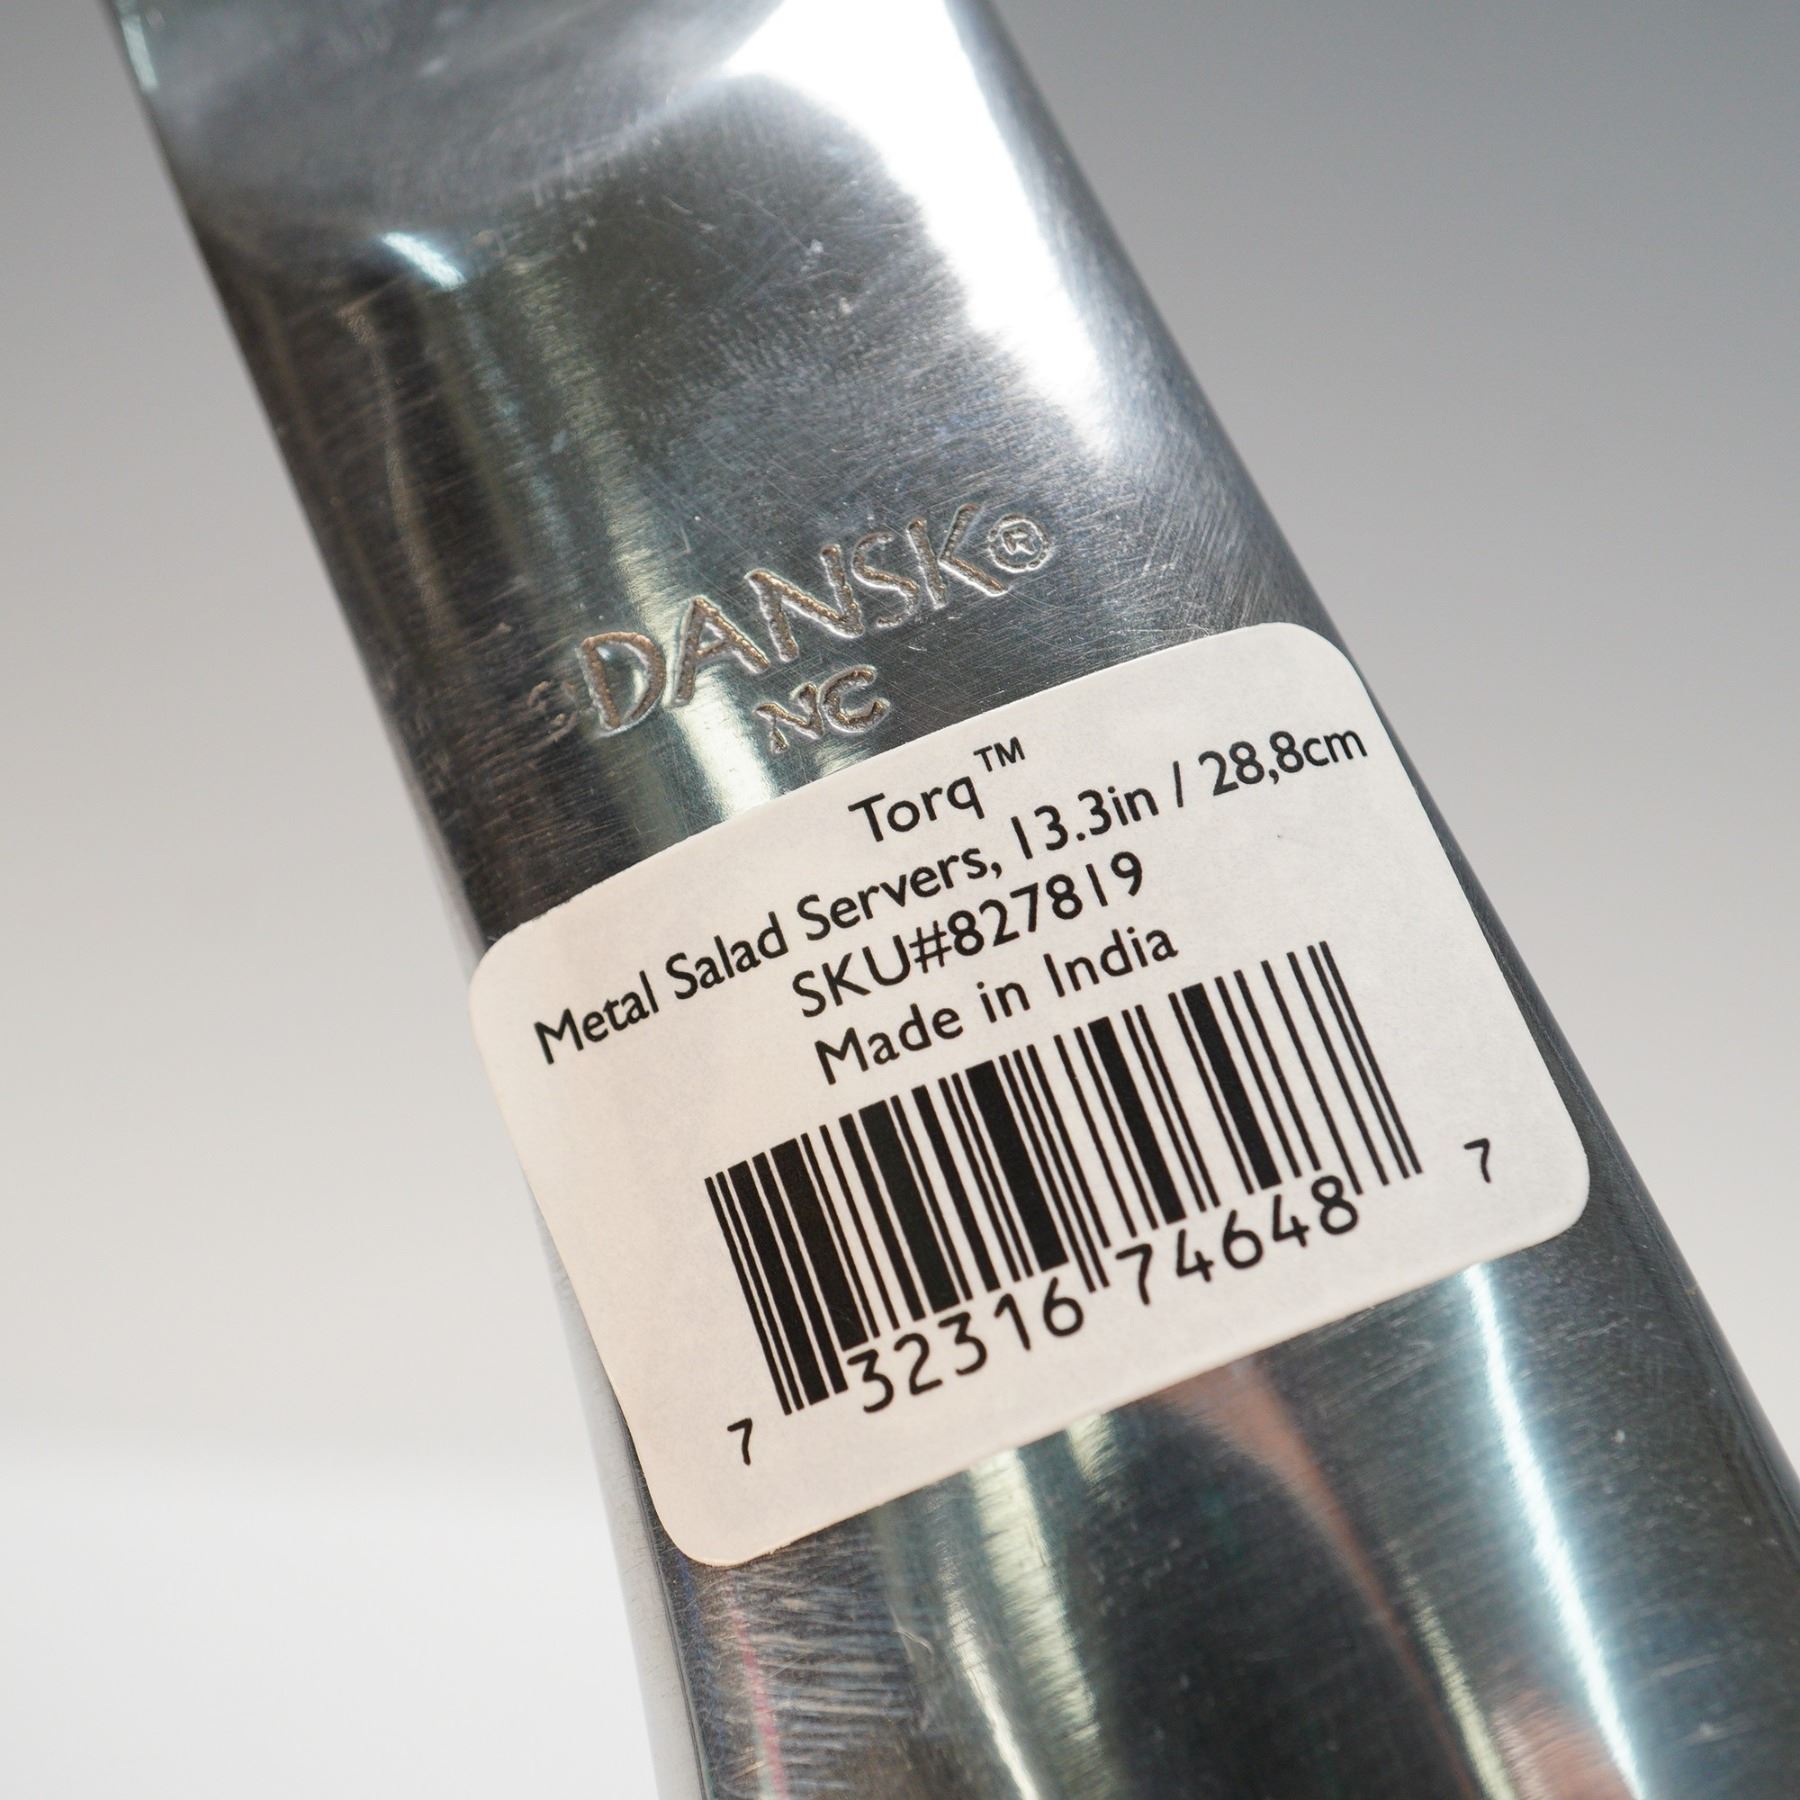 DANSK®
NC
Torq™
Metal Salad Servers, 13.3in / 28,8cm
SKU#827819
Made in India
7 32316 74648 7